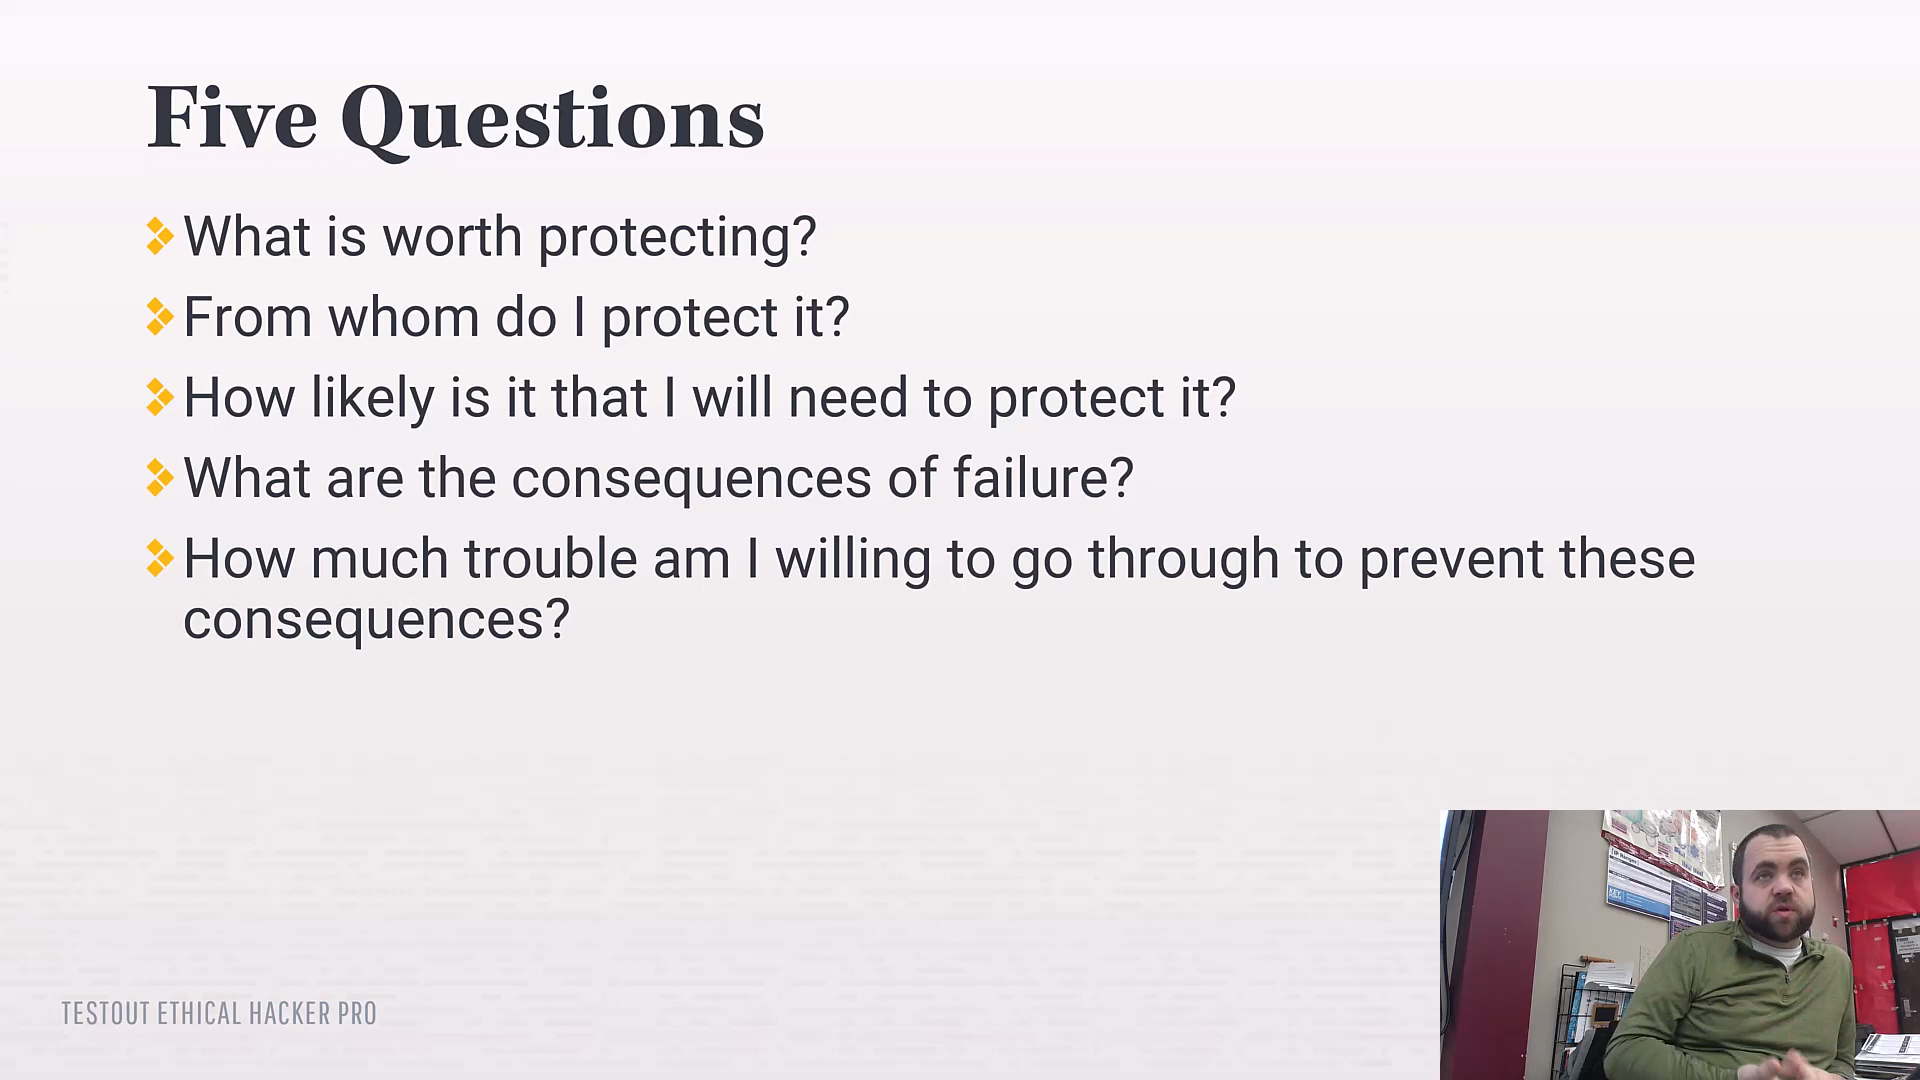 Five Questions
What is worth protecting?
From whom do I protect it?
How likely is it that I will need to protect it?
What are the consequences of failure?
How much trouble am I willing to go through to prevent these
consequences?
TESTOUT ETHICAL HACKER PRO